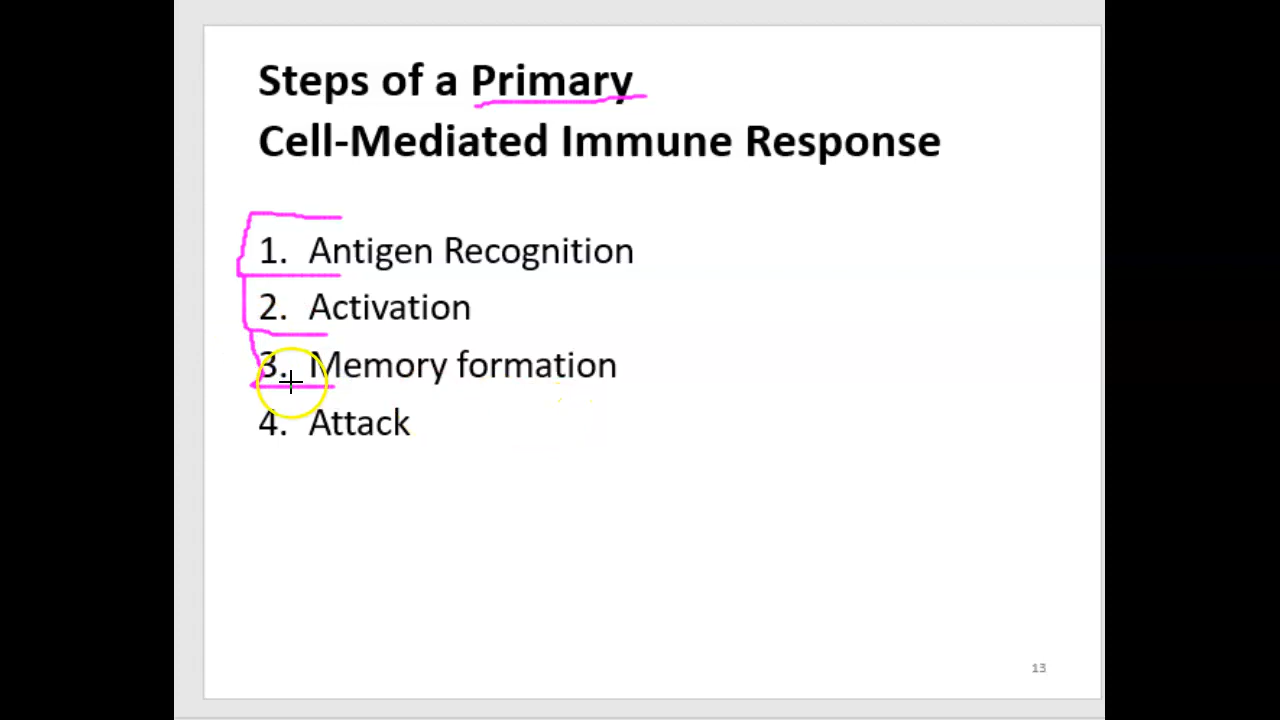 Steps of a Primary
Cell-Mediated Immune Response
1. Antigen Recognition
2. Activation
3. Memory formation
4. Attack
13